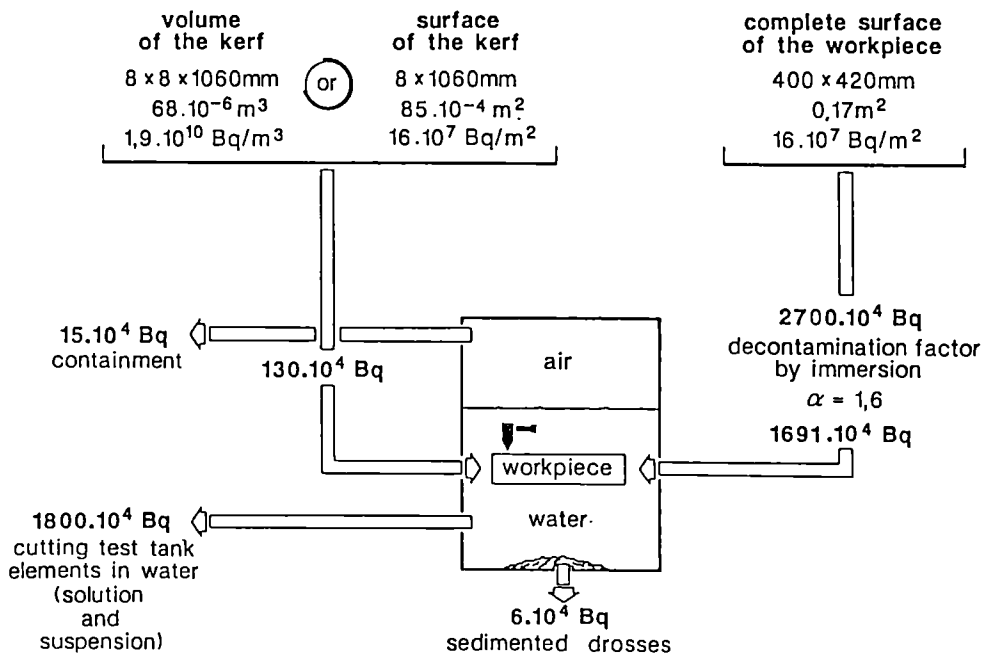 volume
of the kerf
8 x 8 x 1060mm
68.10⁻⁶ m³
1,9.10¹⁰ Bq/m³
or
surface
of the kerf
8 x 1060mm
85.10⁻⁴ m²
16.10⁷ Bq/m²
complete surface
of the workpiece
400 x 420mm
0,17m²
16.10⁷ Bq/m²
15.10⁴ Bq
containment
130.10⁴ Bq
air
workpiece
water
2700.10⁴ Bq
decontamination factor
by immersion
α = 1,6
1691.10⁴ Bq
1800.10⁴ Bq
cutting test tank
elements in water
(solution
and
suspension)
6.10⁴ Bq
sedimented drosses